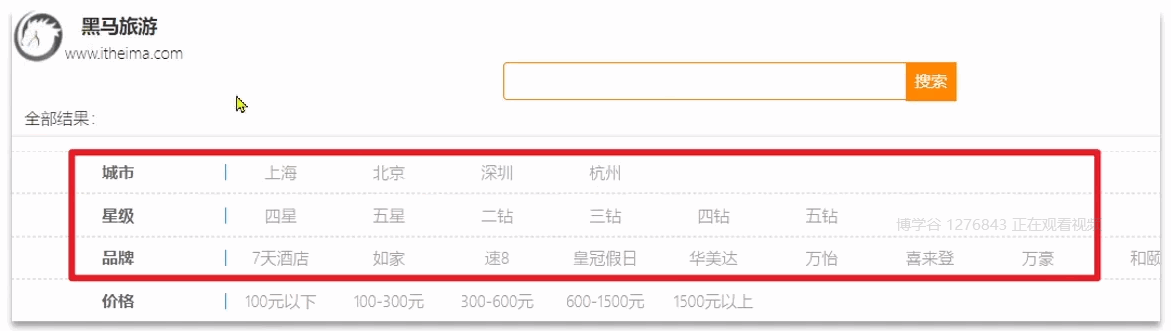 黑马旅游
www.itheima.com
搜索
全部结果：
城市 上海 北京 深圳 杭州
星级 四星 五星 二钻 三钻 四钻 五钻
博学谷 1276843 正在观看视频
品牌 7天酒店 如家 速8 皇冠假日 华美达 万怡 喜来登 万豪 和颐
价格 100元以下 100-300元 300-600元 600-1500元 1500元以上